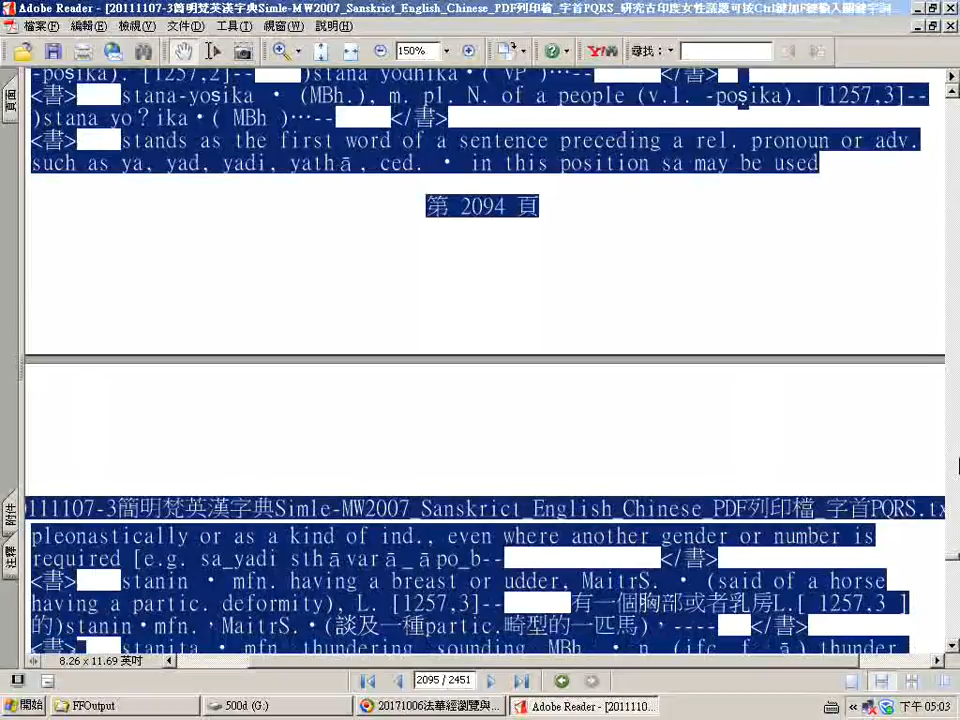 Adobe Reader - [20111107-3簡明梵英漢字典Simle-MW2007_Sanskrict_English_Chinese_PDF列印檔_字首PQRS_研究古印度女性議題可按Ctrl鍵加F鍵輸入關鍵字詞
檔案(F) 編輯(E) 檢視(V) 文件(D) 工具(T) 視窗(W) 說明(H)
150% 尋找:
頁面
-poṣika). [1257,2]-- )stana yodhika‧( VP )…-- </書>
<書> stana-yoṣika ‧ (MBh.), m. pl. N. of a people (v.l. -poṣika). [1257,3]--
)stana yo?ika‧( MBh )…-- </書>
<書> stands as the first word of a sentence preceding a rel. pronoun or adv.
such as ya, yad, yadi, yathā, ced. ‧ in this position sa may be used
第 2094 頁
111107-3簡明梵英漢字典Simle-MW2007_Sanskrict_English_Chinese_PDF列印檔_字首PQRS.tx
附件
pleonastically or as a kind of ind., even where another gender or number is
required [e.g. sa_yadi sthāvarā_āpo_b-- </書>
注釋
<書> stanin ‧ mfn. having a breast or udder, MaitrS. ‧ (said of a horse
having a partic. deformity), L. [1257,3]-- 有一個胸部或者乳房L.[ 1257,3 ]
的)stanin‧mfn.,MaitrS.‧(談及一種partic.畸型的一匹馬),---- </書>
<書> stanita ‧ mfn. thundering, sounding, MBh. ‧ n. (ifc. f. ā) thunder
8.26 x 11.69 英吋
2095 / 2451
開始 FFOutput 500d (G:) 20171006法華經瀏覽與... Adobe Reader - [2011110... 下午 05:03